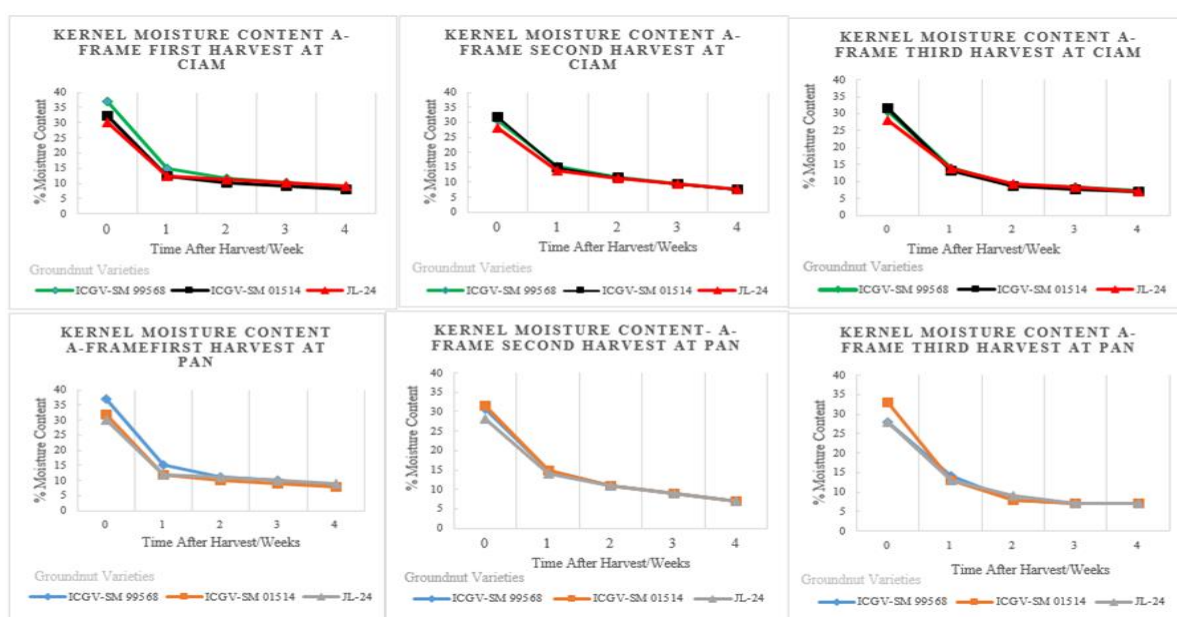 KERNEL MOISTURE CONTENT A-
FRAME FIRST HARVEST AT
CIAM
% Moisture Content
40
35
30
25
20
15
10
5
0
0 1 2 3 4
Time After Harvest/Week
Groundnut Varieties
ICGV-SM 99568 ICGV-SM 01514 JL-24
KERNEL MOISTURE CONTENT A-
FRAME SECOND HARVEST AT
CIAM
% Moisture Content
40
35
30
25
20
15
10
5
0
0 1 2 3 4
Time After Harvest/Weeks
Groundnut Varieties
ICGV-SM 99568 ICGV-SM 01514 JL-24
KERNEL MOISTURE CONTENT A-
FRAME THIRD HARVEST AT CIAM
% Moisture Content
40
35
30
25
20
15
10
5
0
0 1 2 3 4
Time After Harvest/Weeks
Groundnut Varieties
ICGV-SM 99568 ICGV-SM 01514 JL-24
KERNEL MOISTURE CONTENT
A-FRAMEFIRST HARVEST AT
PAN
% Moisture Content
40
35
30
25
20
15
10
5
0
0 1 2 3 4
Time After Harvest/Weeks
Groundnut Varieties
ICGV-SM 99568 ICGV-SM 01514 JL-24
KERNEL MOISTURE CONTENT- A-
FRAME SECOND HARVEST AT PAN
% Moisture Content
40
35
30
25
20
15
10
5
0
0 1 2 3 4
Time After Harvest/Weeks
Groundnut Varieties
ICGV-SM 99568 ICGV-SM 01514 JL-24
KERNEL MOISTURE CONTENT A-
FRAME THIRD HARVEST AT PAN
% Moisture Content
40
35
30
25
20
15
10
5
0
0 1 2 3 4
Time After Harvest/Weeks
Groundnut Varieties
ICGV-SM 99568 ICGV-SM 01514 JL-24